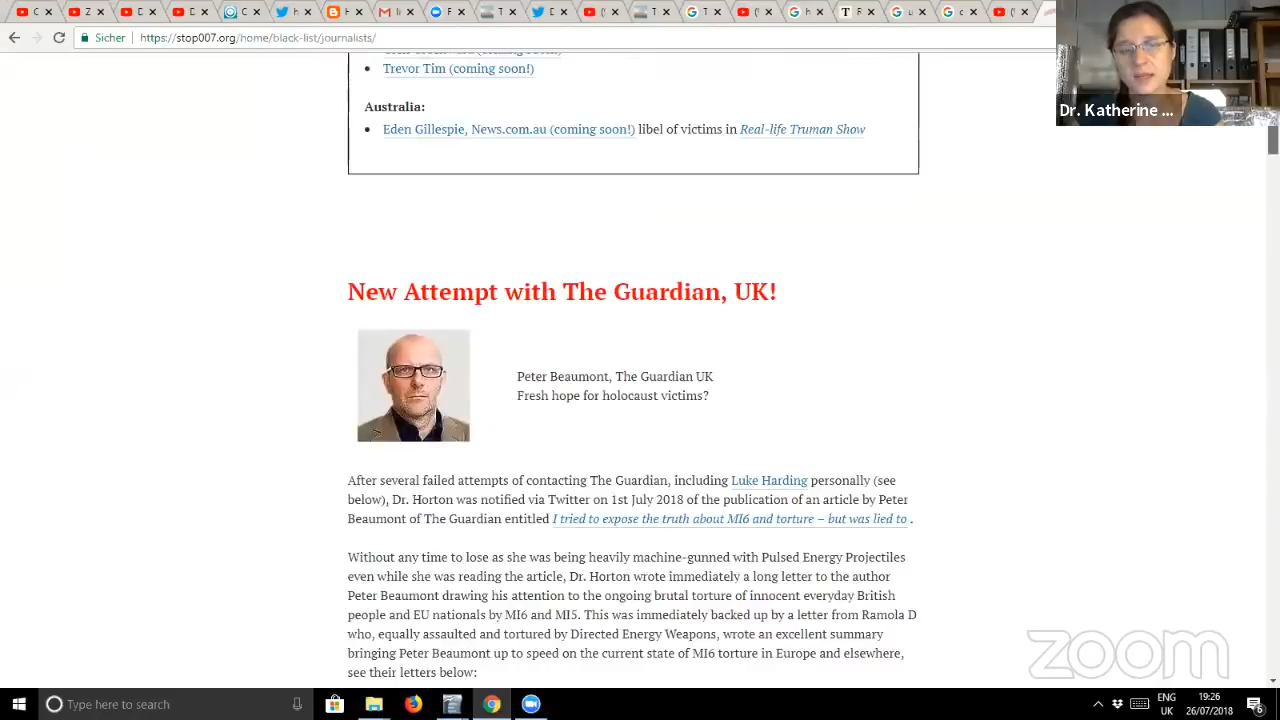 Sicher
https://stop007.org/home/black-list/journalists/
Dr. Katherine ...
Trevor Tim (coming soon!)
Australia:
Eden Gillespie, News.com.au (coming soon!) libel of victims in Real-life Truman Show
New Attempt with The Guardian, UK!
Peter Beaumont, The Guardian UK
Fresh hope for holocaust victims?
After several failed attempts of contacting The Guardian, including Luke Harding personally (see
below), Dr. Horton was notified via Twitter on 1st July 2018 of the publication of an article by Peter
Beaumont of The Guardian entitled I tried to expose the truth about MI6 and torture – but was lied to .
Without any time to lose as she was being heavily machine-gunned with Pulsed Energy Projectiles
even while she was reading the article, Dr. Horton wrote immediately a long letter to the author
Peter Beaumont drawing his attention to the ongoing brutal torture of innocent everyday British
people and EU nationals by MI6 and MI5. This was immediately backed up by a letter from Ramola D
who, equally assaulted and tortured by Directed Energy Weapons, wrote an excellent summary
bringing Peter Beaumont up to speed on the current state of MI6 torture in Europe and elsewhere,
see their letters below:
zoom
Type here to search
ENG
UK
19:26
26/07/2018
6